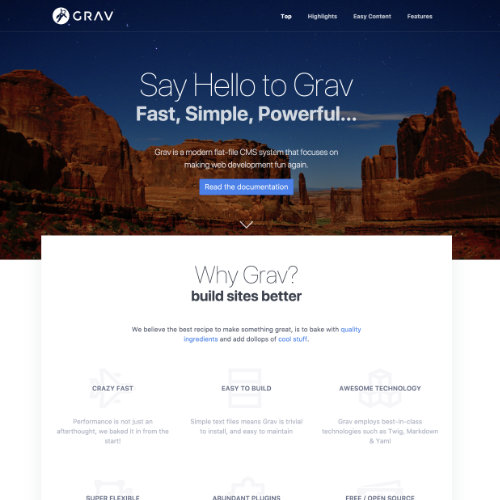 GRAV
Top Highlights Easy Content Features
Say Hello to Grav
Fast, Simple, Powerful...
Grav is a modern flat-file CMS system that focuses on
making web development fun again.
Read the documentation
Why Grav?
build sites better
We believe the best recipe to make something great, is to bake with quality
ingredients and add dollops of cool stuff.
CRAZY FAST
Performance is not just an
afterthought, we baked it in from the
start!
EASY TO BUILD
Simple text files means Grav is trivial
to install, and easy to maintain
AWESOME TECHNOLOGY
Grav employs best-in-class
technologies such as Twig, Markdown
& Yaml
SUPER FLEXIBLE
ABUNDANT PLUGINS
FREE / OPEN SOURCE